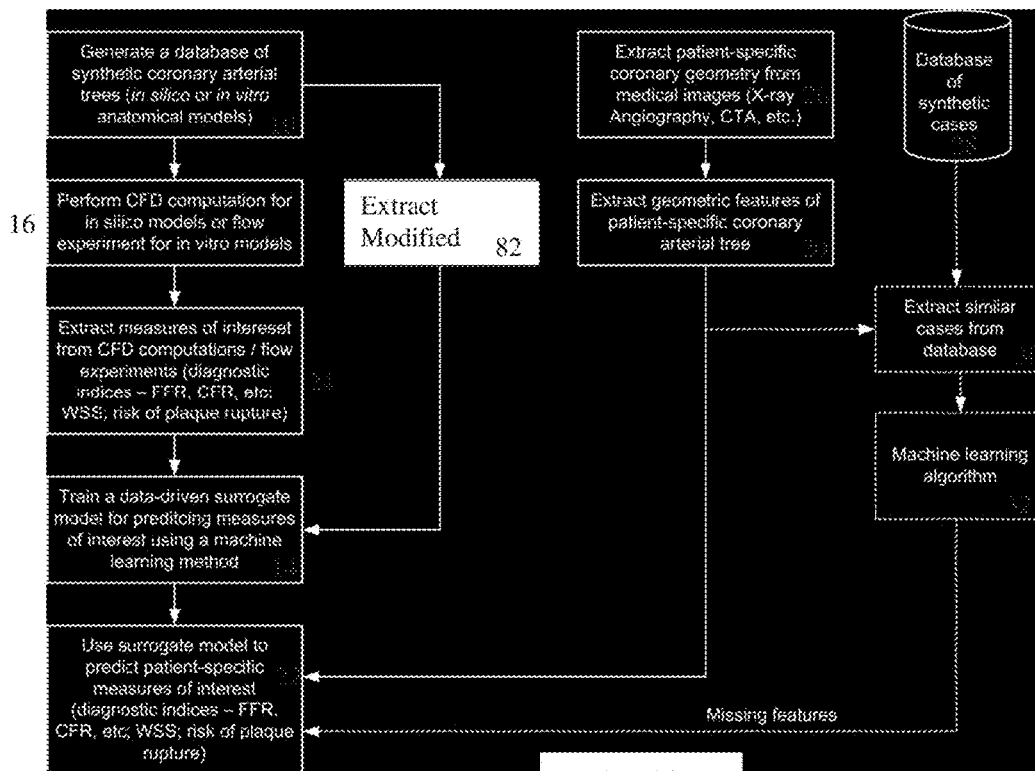 Generate a database of
synthetic coronary arterial
trees (in silico or in vitro
anatomical models)
Extract patient-specific
coronary geometry from
medical images (X-ray
Angiography, CTA, etc.)
Database
of
synthetic
cases
16
Perform CFD computation for
in silico models or flow
experiment for in vitro models
Extract
Modified
82
Extract geometric features of
patient-specific coronary
arterial tree
Extract measures of intereset
from CFD computations / flow
experiments (diagnostic
indices – FFR, CFR, etc;
WSS; risk of plaque rupture)
Extract similar
cases from
database
Machine learning
algorithm
Train a data-driven surrogate
model for preditcing measures
of interest using a machine
learning method
Use surrogate model to
predict patient-specific
measures of interest
(diagnostic indices – FFR,
CFR, etc; WSS; risk of plaque
rupture)
Missing features